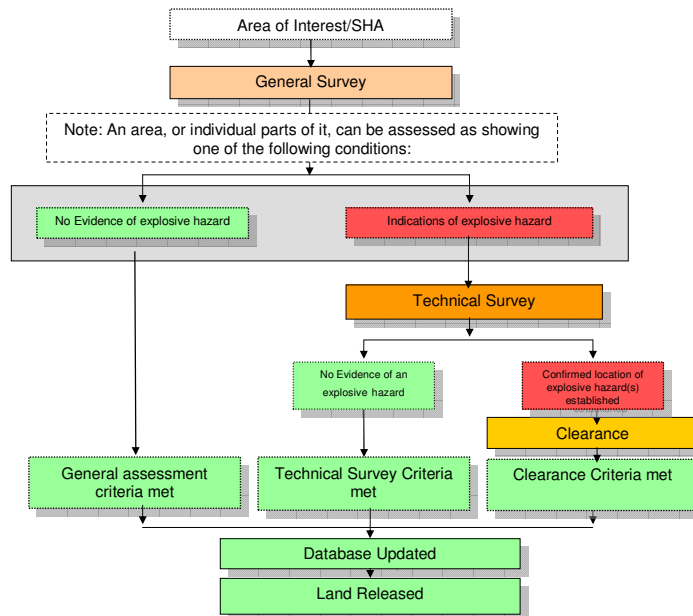 Area of Interest/SHA
General Survey
Note: An area, or individual parts of it, can be assessed as showing
one of the following conditions:
No Evidence of explosive hazard
Indications of explosive hazard
Technical Survey
No Evidence of an
explosive hazard
Confirmed location of
explosive hazard(s)
established
Clearance
General assessment
criteria met
Technical Survey Criteria
met
Clearance Criteria met
Database Updated
Land Released